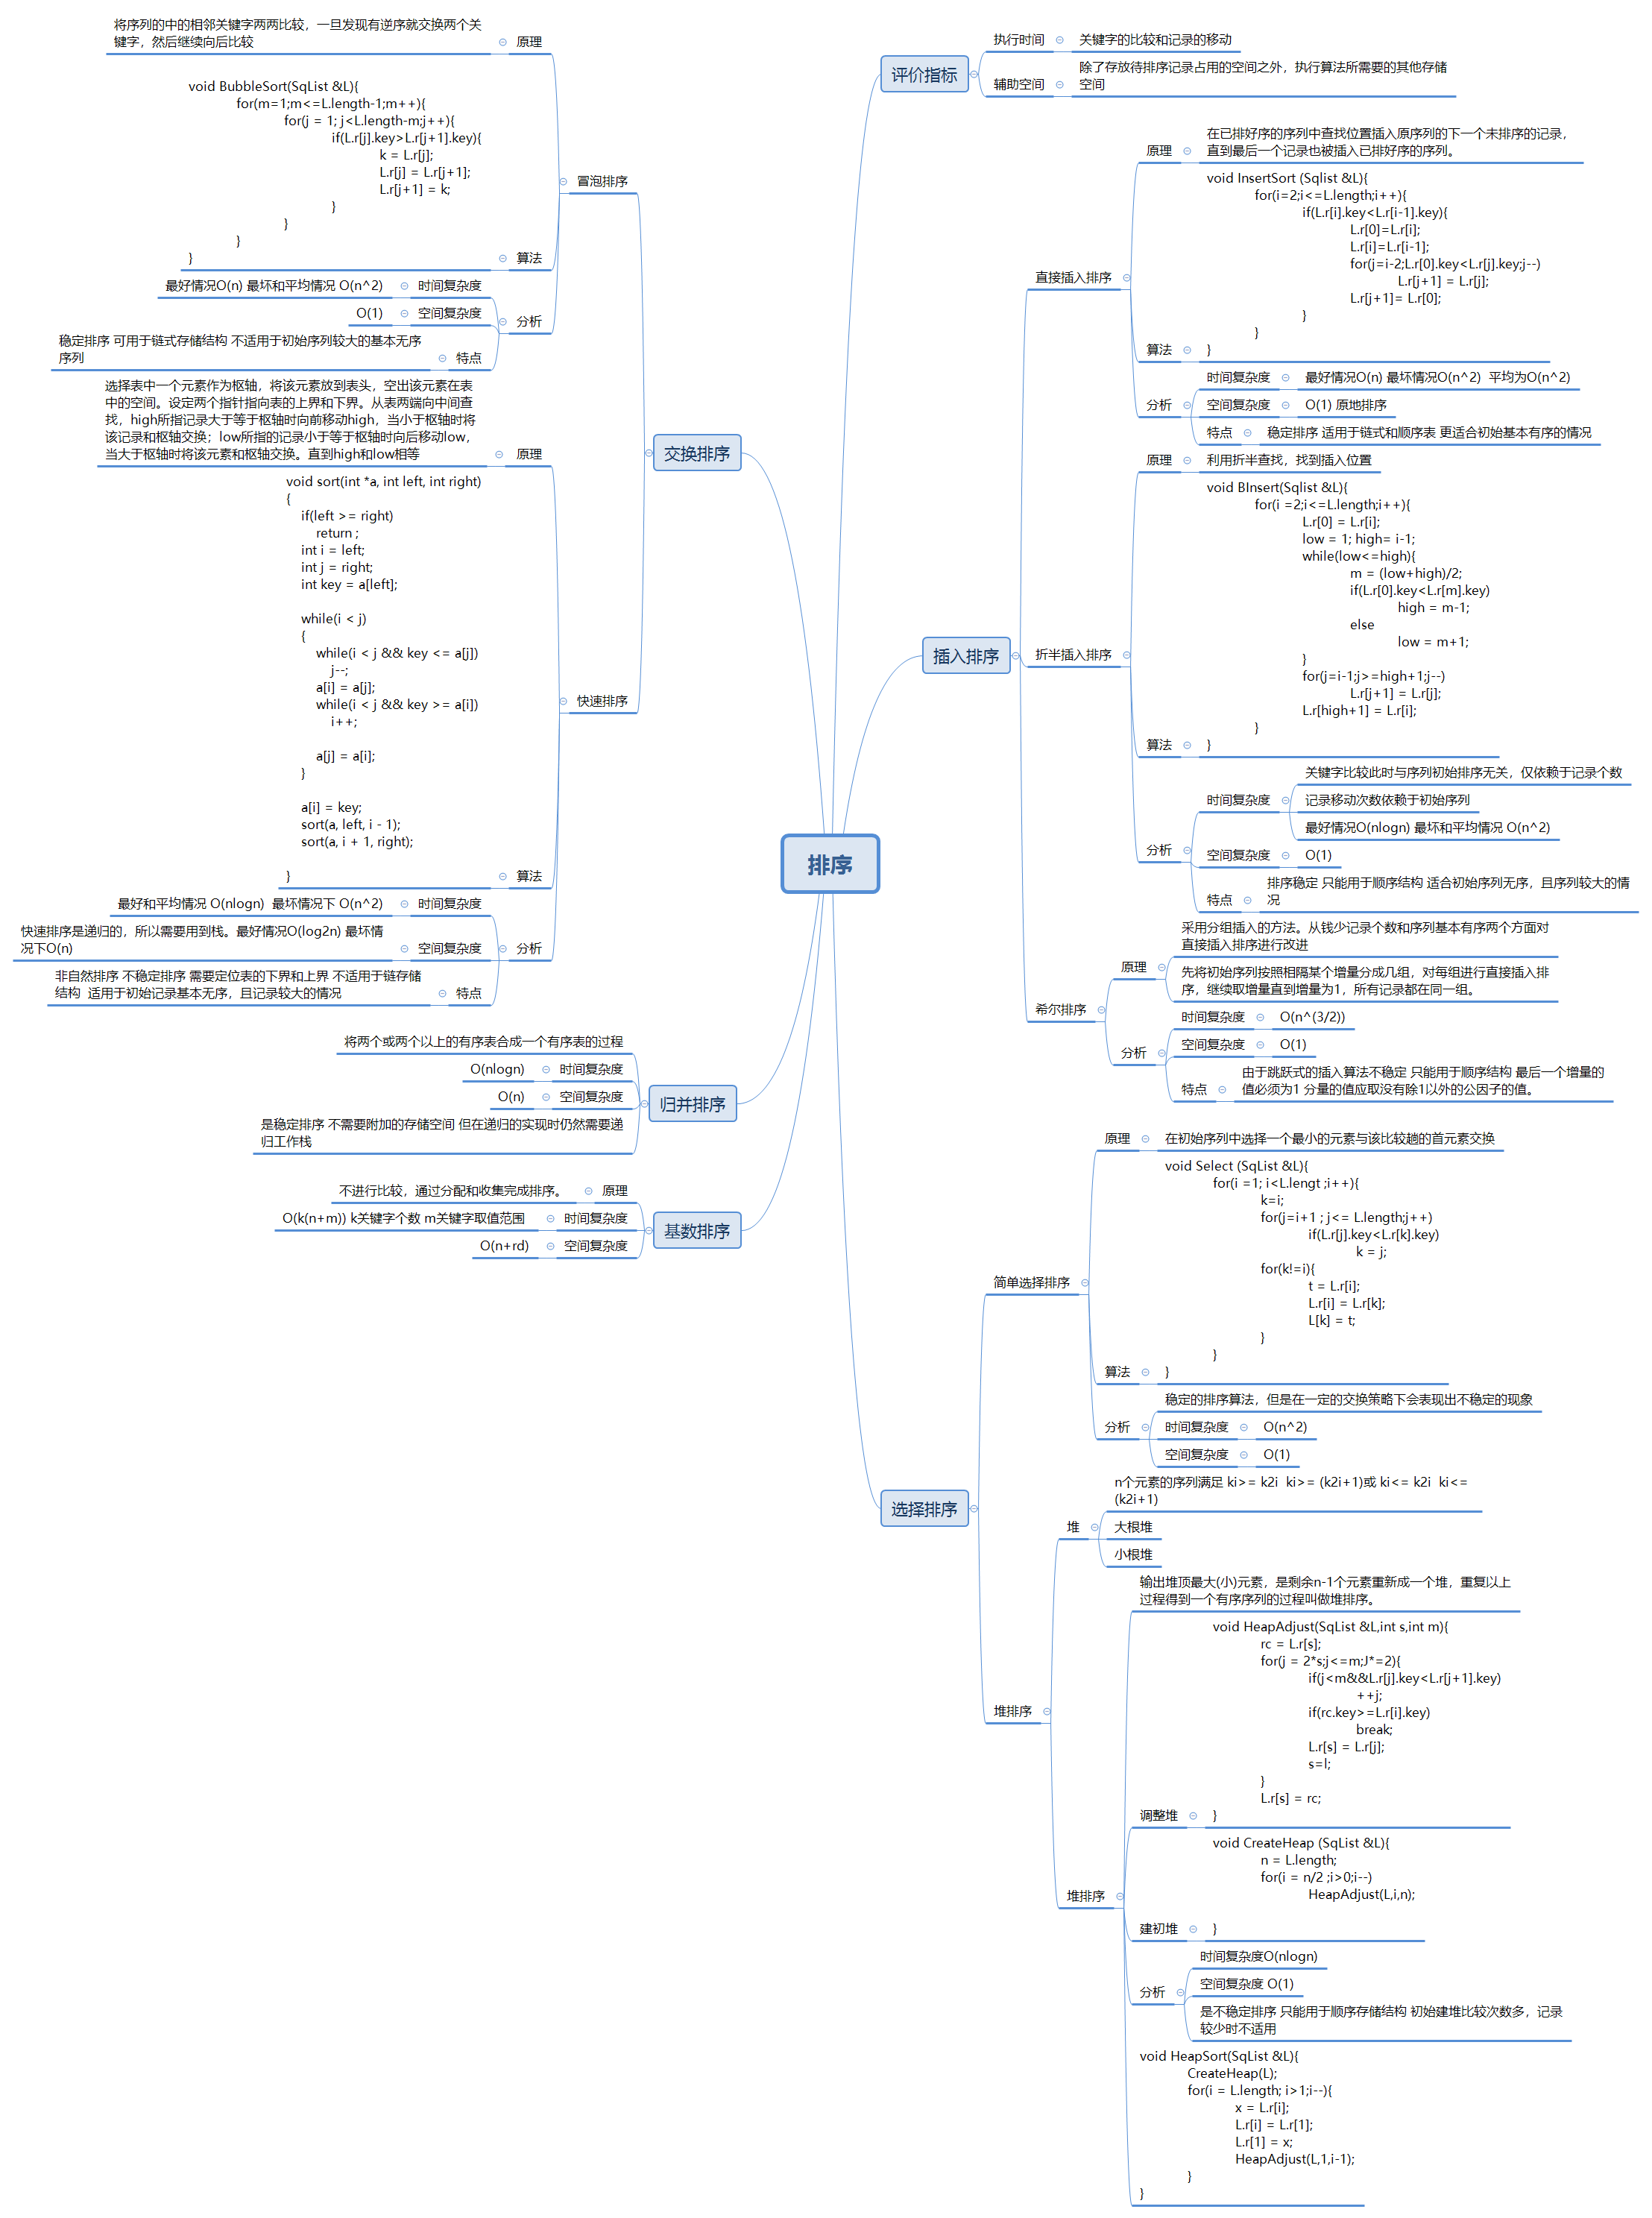 排序
评价指标
执行时间
关键字的比较和记录的移动
辅助空间
除了存放待排序记录占用的空间之外，执行算法所需要的其他存储
空间
插入排序
直接插入排序
原理
在已排好序的序列中查找位置插入原序列的下一个未排序的记录，
直到最后一个记录也被插入已排好序的序列。
算法
void InsertSort (Sqlist &L){
for(i=2;i<=L.length;i++){
if(L.r[i].key<L.r[i-1].key){
L.r[0]=L.r[i];
L.r[i]=L.r[i-1];
for(j=i-2;L.r[0].key<L.r[j].key;j--)
L.r[j+1] = L.r[j];
L.r[j+1]= L.r[0];
}
}
}
分析
时间复杂度
最好情况O(n) 最坏情况O(n^2)  平均为O(n^2)
空间复杂度
O(1) 原地排序
特点
稳定排序 适用于链式和顺序表 更适合初始基本有序的情况
折半插入排序
原理
利用折半查找，找到插入位置
算法
void BInsert(Sqlist &L){
for(i =2;i<=L.length;i++){
L.r[0] = L.r[i];
low = 1; high= i-1;
while(low<=high){
m = (low+high)/2;
if(L.r[0].key<L.r[m].key)
high = m-1;
else
low = m+1;
}
for(j=i-1;j>=high+1;j--)
L.r[j+1] = L.r[j];
L.r[high+1] = L.r[i];
}
}
分析
时间复杂度
关键字比较此时与序列初始排序无关，仅依赖于记录个数
记录移动次数依赖于初始序列
最好情况O(nlogn) 最坏和平均情况 O(n^2)
空间复杂度
O(1)
特点
排序稳定 只能用于顺序结构 适合初始序列无序，且序列较大的情
况
希尔排序
原理
采用分组插入的方法。从钱少记录个数和序列基本有序两个方面对
直接插入排序进行改进
先将初始序列按照相隔某个增量分成几组，对每组进行直接插入排
序，继续取增量直到增量为1，所有记录都在同一组。
分析
时间复杂度
O(n^(3/2))
空间复杂度
O(1)
特点
由于跳跃式的插入算法不稳定 只能用于顺序结构 最后一个增量的
值必须为1 分量的值应取没有除1以外的公因子的值。
选择排序
简单选择排序
原理
在初始序列中选择一个最小的元素与该比较趟的首元素交换
算法
void Select (SqList &L){
for(i =1; i<L.lengt ;i++){
k=i;
for(j=i+1 ; j<= L.length;j++)
if(L.r[j].key<L.r[k].key)
k = j;
for(k!=i){
t = L.r[i];
L.r[i] = L.r[k];
L[k] = t;
}
}
}
分析
稳定的排序算法，但是在一定的交换策略下会表现出不稳定的现象
时间复杂度
O(n^2)
空间复杂度
O(1)
堆排序
堆
n个元素的序列满足 ki>= k2i  ki>= (k2i+1)或 ki<= k2i  ki<=
(k2i+1)
大根堆
小根堆
堆排序
输出堆顶最大(小)元素，是剩余n-1个元素重新成一个堆，重复以上
过程得到一个有序序列的过程叫做堆排序。
调整堆
void HeapAdjust(SqList &L,int s,int m){
rc = L.r[s];
for(j = 2*s;j<=m;J*=2){
if(j<m&&L.r[j].key<L.r[j+1].key)
++j;
if(rc.key>=L.r[i].key)
break;
L.r[s] = L.r[j];
s=l;
}
L.r[s] = rc;
}
建初堆
void CreateHeap (SqList &L){
n = L.length;
for(i = n/2 ;i>0;i--)
HeapAdjust(L,i,n);
}
分析
时间复杂度O(nlogn)
空间复杂度 O(1)
是不稳定排序 只能用于顺序存储结构 初始建堆比较次数多，记录
较少时不适用
void HeapSort(SqList &L){
CreateHeap(L);
for(i = L.length; i>1;i--){
x = L.r[i];
L.r[i] = L.r[1];
L.r[1] = x;
HeapAdjust(L,1,i-1);
}
}
交换排序
冒泡排序
原理
将序列的中的相邻关键字两两比较，一旦发现有逆序就交换两个关
键字，然后继续向后比较
算法
void BubbleSort(SqList &L){
for(m=1;m<=L.length-1;m++){
for(j = 1; j<L.length-m;j++){
if(L.r[j].key>L.r[j+1].key){
k = L.r[j];
L.r[j] = L.r[j+1];
L.r[j+1] = k;
}
}
}
}
分析
时间复杂度
最好情况O(n) 最坏和平均情况 O(n^2)
空间复杂度
O(1)
特点
稳定排序 可用于链式存储结构 不适用于初始序列较大的基本无序
序列
快速排序
原理
选择表中一个元素作为枢轴，将该元素放到表头，空出该元素在表
中的空间。设定两个指针指向表的上界和下界。从表两端向中间查
找，high所指记录大于等于枢轴时向前移动high，当小于枢轴时将
该记录和枢轴交换；low所指的记录小于等于枢轴时向后移动low，
当大于枢轴时将该元素和枢轴交换。直到high和low相等
算法
void sort(int *a, int left, int right)
{
if(left >= right)
return ;
int i = left;
int j = right;
int key = a[left];
while(i < j)
{
while(i < j && key <= a[j])
j--;
a[i] = a[j];
while(i < j && key >= a[i])
i++;
a[j] = a[i];
}
a[i] = key;
sort(a, left, i - 1);
sort(a, i + 1, right);
}
分析
时间复杂度
最好和平均情况 O(nlogn)  最坏情况下 O(n^2)
空间复杂度
快速排序是递归的，所以需要用到栈。最好情况O(log2n) 最坏情
况下O(n)
特点
非自然排序 不稳定排序 需要定位表的下界和上界 不适用于链存储
结构  适用于初始记录基本无序，且记录较大的情况
归并排序
将两个或两个以上的有序表合成一个有序表的过程
时间复杂度
O(nlogn)
空间复杂度
O(n)
是稳定排序 不需要附加的存储空间 但在递归的实现时仍然需要递
归工作栈
基数排序
原理
不进行比较，通过分配和收集完成排序。
时间复杂度
O(k(n+m)) k关键字个数 m关键字取值范围
空间复杂度
O(n+rd)